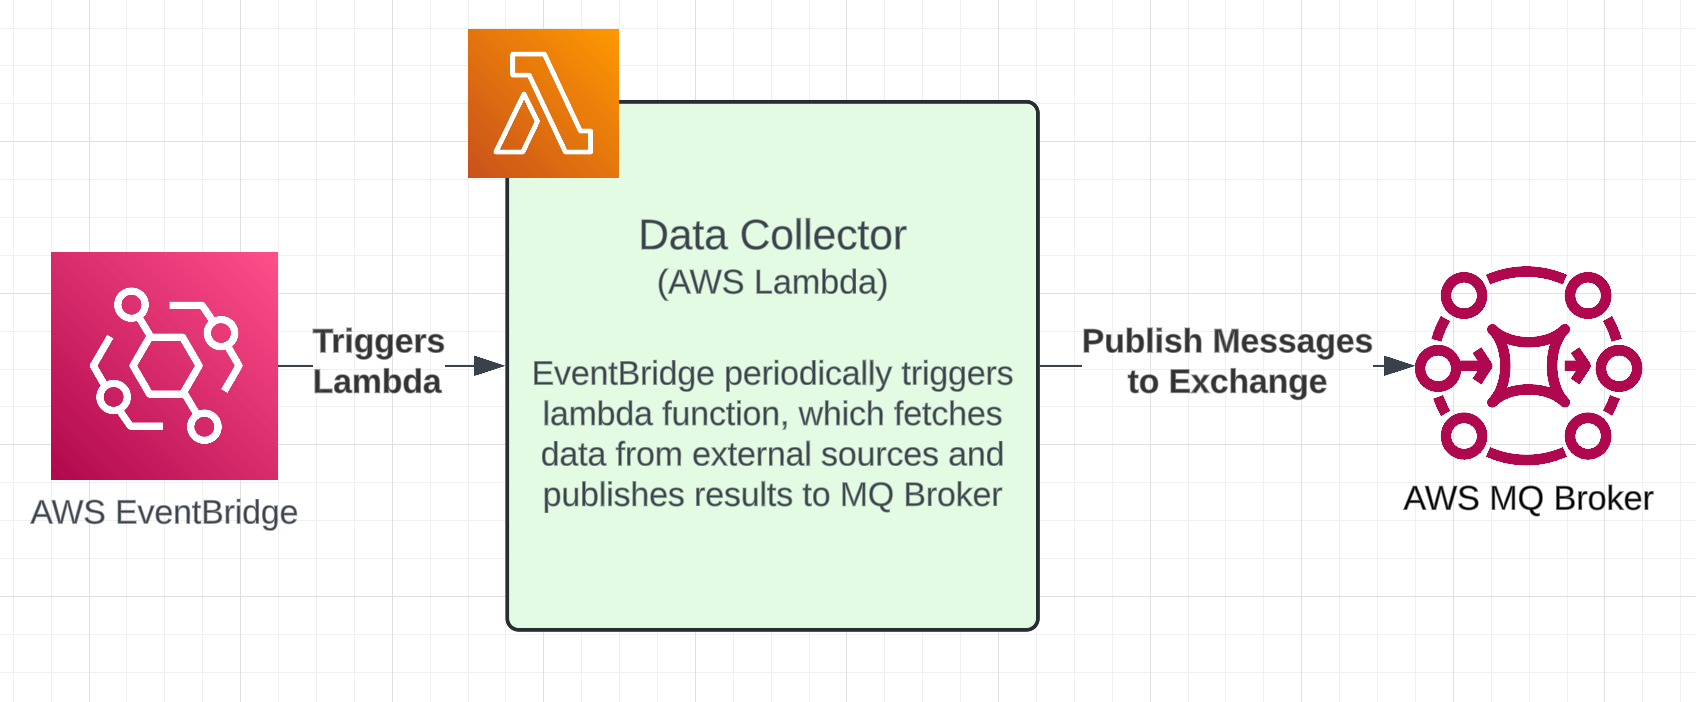 Data Collector
(AWS Lambda)
EventBridge periodically triggers
lambda function, which fetches
data from external sources and
publishes results to MQ Broker
Triggers
Lambda
Publish Messages
to Exchange
AWS EventBridge
AWS MQ Broker